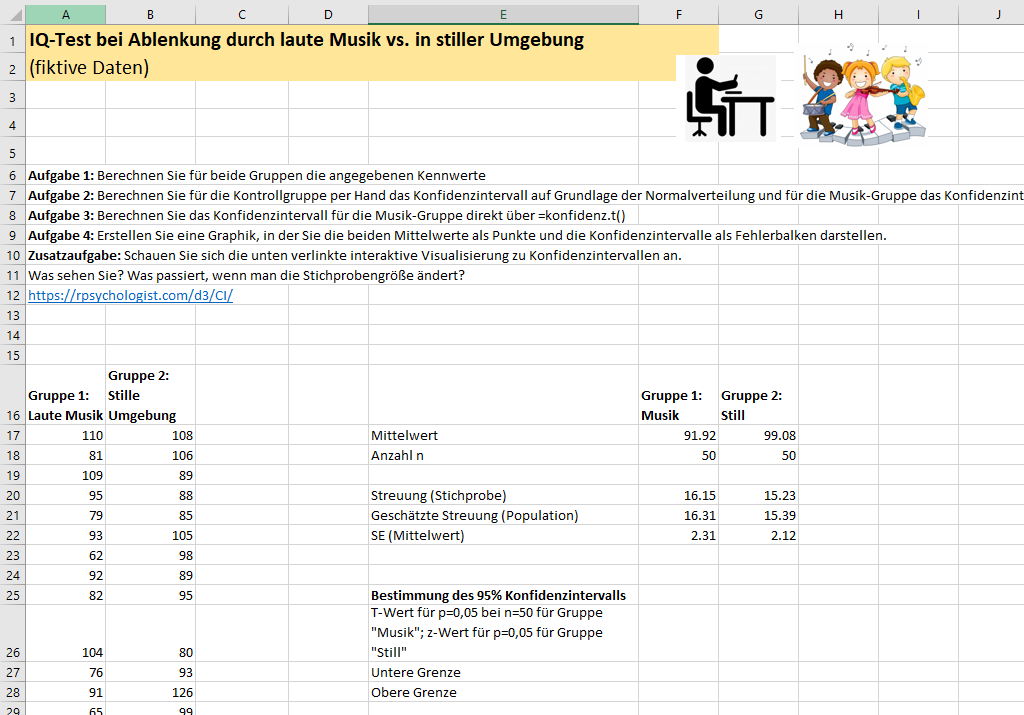 A B C D E F G H I J
1 IQ-Test bei Ablenkung durch laute Musik vs. in stiller Umgebung
2 (fiktive Daten)
3
4
5
6 Aufgabe 1: Berechnen Sie für beide Gruppen die angegebenen Kennwerte
7 Aufgabe 2: Berechnen Sie für die Kontrollgruppe per Hand das Konfidenzintervall auf Grundlage der Normalverteilung und für die Musik-Gruppe das Konfidenzint
8 Aufgabe 3: Berechnen Sie das Konfidenzintervall für die Musik-Gruppe direkt über =konfidenz.t()
9 Aufgabe 4: Erstellen Sie eine Graphik, in der Sie die beiden Mittelwerte als Punkte und die Konfidenzintervalle als Fehlerbalken darstellen.
10 Zusatzaufgabe: Schauen Sie sich die unten verlinkte interaktive Visualisierung zu Konfidenzintervallen an.
11 Was sehen Sie? Was passiert, wenn man die Stichprobengröße ändert?
12 https://rpsychologist.com/d3/CI/
13
14
15
Gruppe 2:
Gruppe 1: Stille Gruppe 1: Gruppe 2:
16 Laute Musik Umgebung Musik Still
17 110 108 Mittelwert 91.92 99.08
18 81 106 Anzahl n 50 50
19 109 89
20 95 88 Streuung (Stichprobe) 16.15 15.23
21 79 85 Geschätzte Streuung (Population) 16.31 15.39
22 93 105 SE (Mittelwert) 2.31 2.12
23 62 98
24 92 89
25 82 95 Bestimmung des 95% Konfidenzintervalls
T-Wert für p=0,05 bei n=50 für Gruppe
"Musik"; z-Wert für p=0,05 für Gruppe
26 104 80 "Still"
27 76 93 Untere Grenze
28 91 126 Obere Grenze
29 65 99